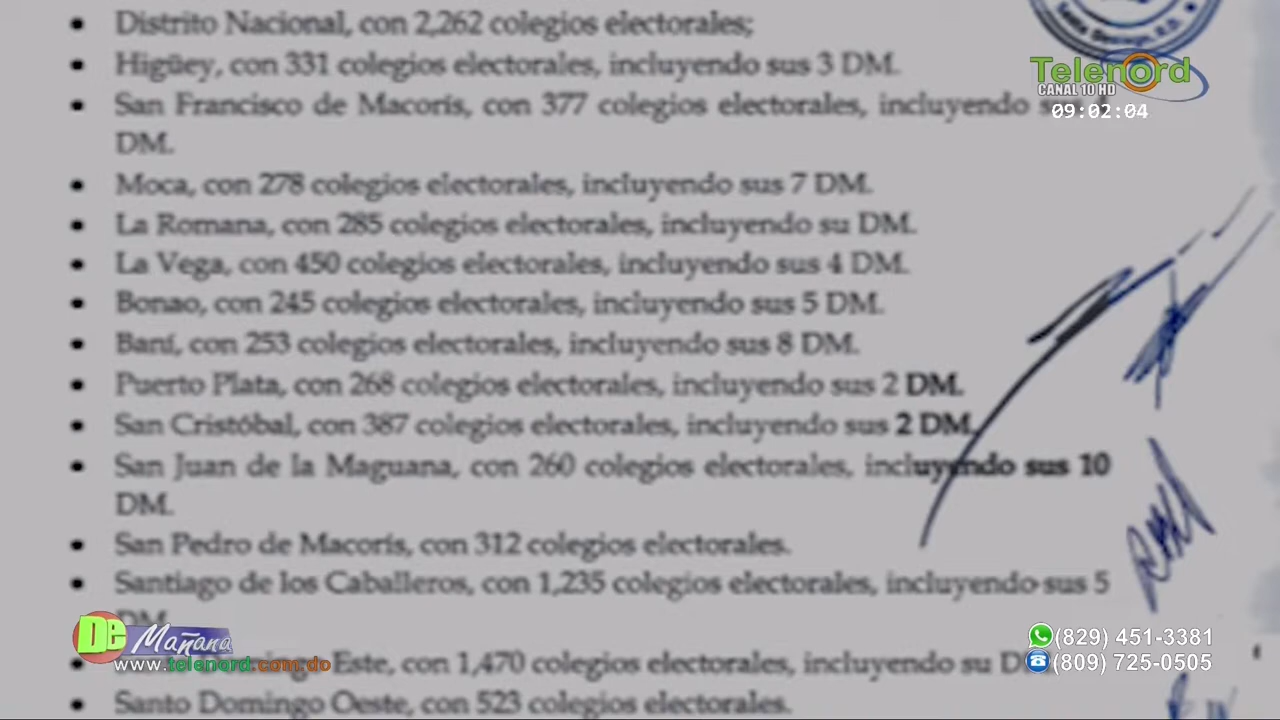 Distrito Nacional, con 2,262 colegios electorales;
Higüey, con 331 colegios electorales, incluyendo sus 3 DM.
San Francisco de Macorís, con 377 colegios electorales, incluyendo
DM.
Moca, con 278 colegios electorales, incluyendo sus 7 DM.
La Romana, con 285 colegios electorales, incluyendo su DM.
La Vega, con 450 colegios electorales, incluyendo sus 4 DM.
Bonao, con 245 colegios electorales, incluyendo sus 5 DM.
Baní, con 253 colegios electorales, incluyendo sus 8 DM.
Puerto Plata, con 268 colegios electorales, incluyendo sus 2 DM.
San Cristóbal, con 387 colegios electorales, incluyendo sus 2 DM.
San Juan de la Maguana, con 260 colegios electorales, incluyendo sus 10
DM.
San Pedro de Macorís, con 312 colegios electorales.
Santiago de los Caballeros, con 1,235 colegios electorales, incluyendo sus 5
DM.
Este, con 1,470 colegios electorales, incluyendo su
Santo Domingo Oeste, con 523 colegios electorales.
Telenord
CANAL 10 HD
09:02:04
De Mañana
www.telenord.com.do
(829) 451-3381
(809) 725-0505